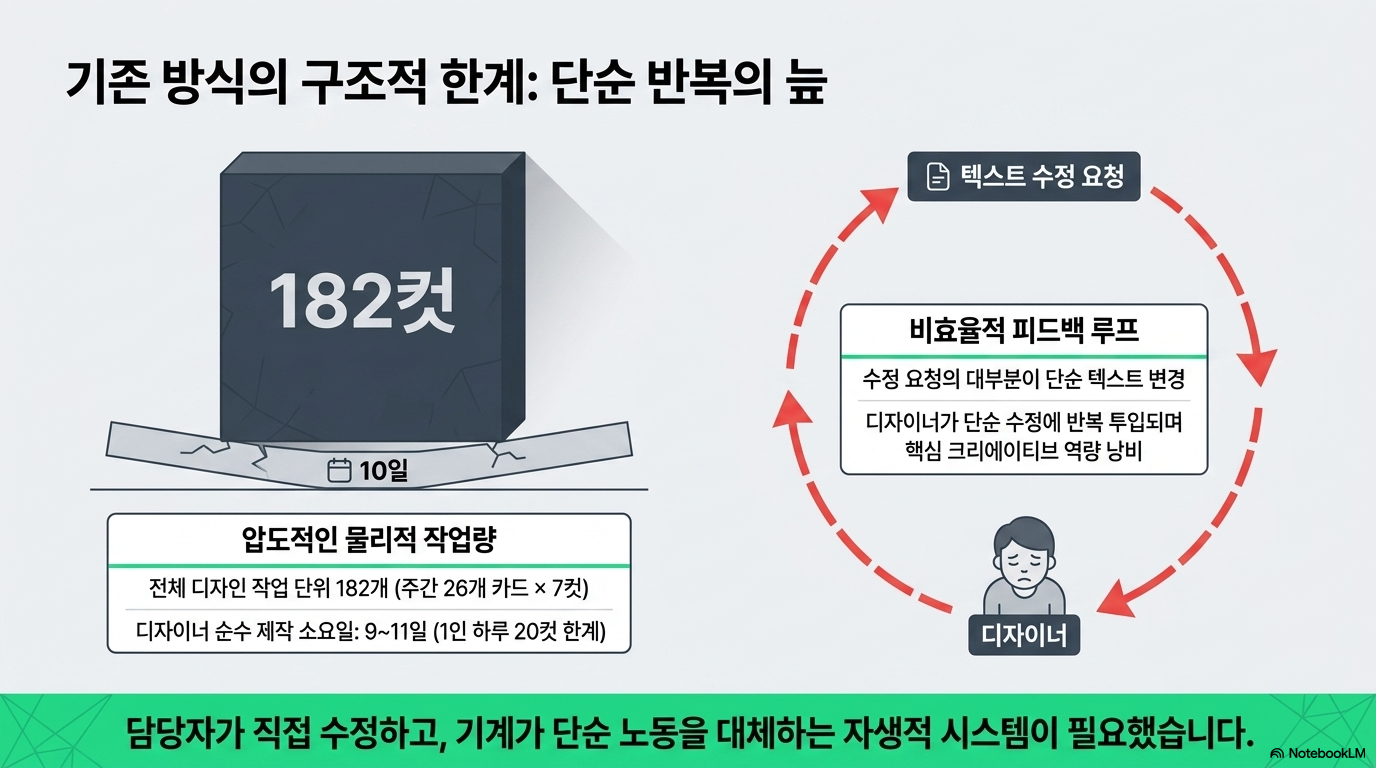 기존 방식의 구조적 한계: 단순 반복의 늪
182컷
10일
압도적인 물리적 작업량
전체 디자인 작업 단위 182개 (주간 26개 카드 × 7컷)
디자이너 순수 제작 소요일: 9~11일 (1인 하루 20컷 한계)
텍스트 수정 요청
비효율적 피드백 루프
수정 요청의 대부분이 단순 텍스트 변경
디자이너가 단순 수정에 반복 투입되며
핵심 크리에이티브 역량 낭비
디자이너
담당자가 직접 수정하고, 기계가 단순 노동을 대체하는 자생적 시스템이 필요했습니다.
NotebookLM